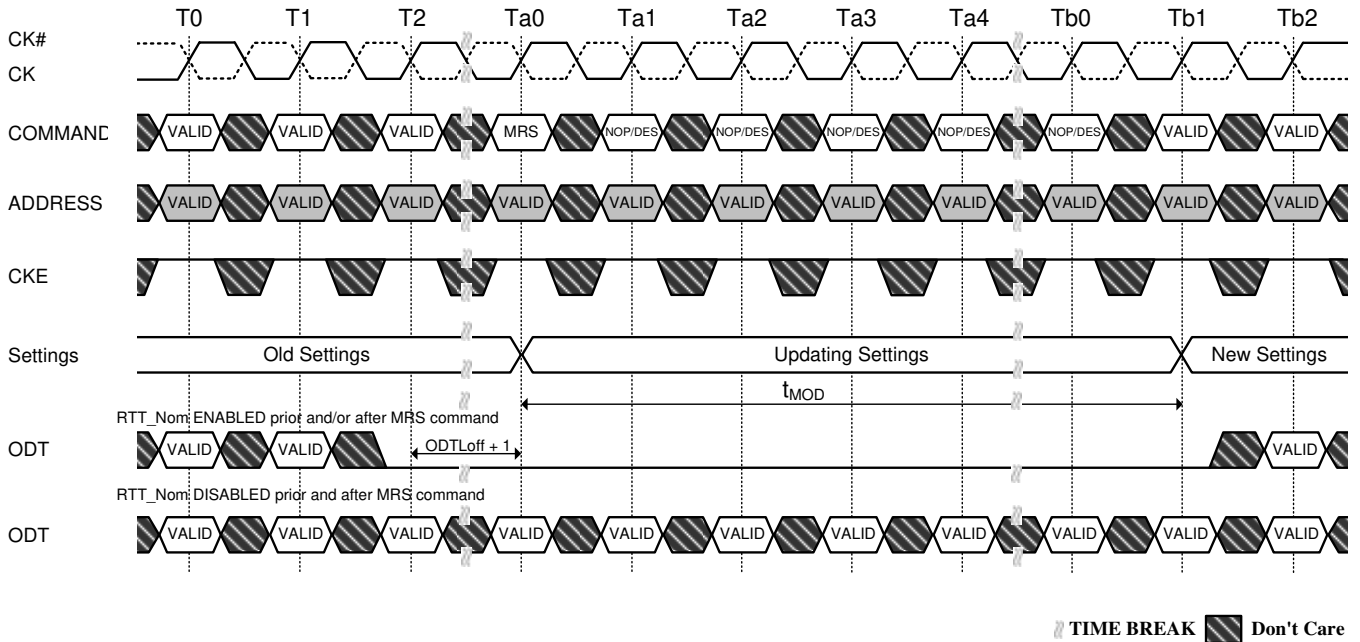 T0 T1 T2 Ta0 Ta1 Ta2 Ta3 Ta4 Tb0 Tb1 Tb2
CK#
CK
COMMAND VALID VALID VALID MRS NOP/DES NOP/DES NOP/DES NOP/DES NOP/DES VALID VALID
ADDRESS VALID VALID VALID VALID VALID VALID VALID VALID VALID VALID VALID
CKE
Settings Old Settings Updating Settings New Settings
tMOD
RTT_Nom ENABLED prior and/or after MRS command
ODT VALID VALID ODTLoff + 1 VALID
RTT_Nom DISABLED prior and after MRS command
ODT VALID VALID VALID VALID VALID VALID VALID VALID VALID VALID VALID
TIME BREAK Don't Care